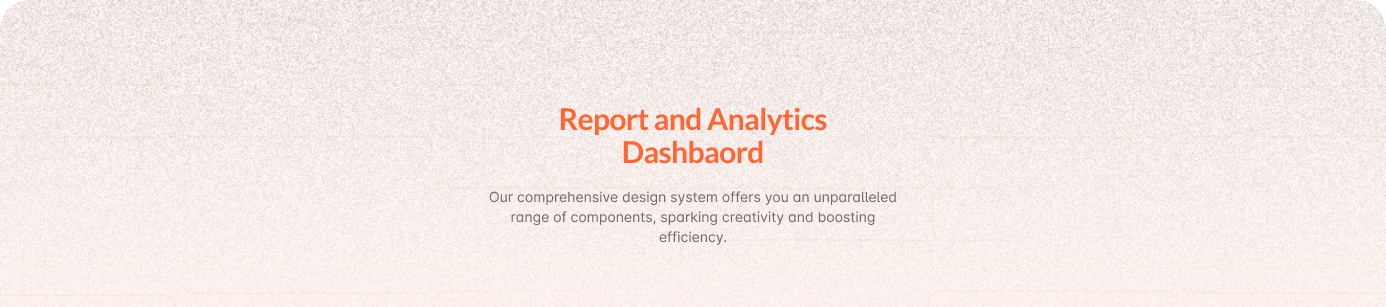 Report and Analytics
Dashbaord
Our comprehensive design system offers you an unparalleled
range of components, sparking creativity and boosting
efficiency.